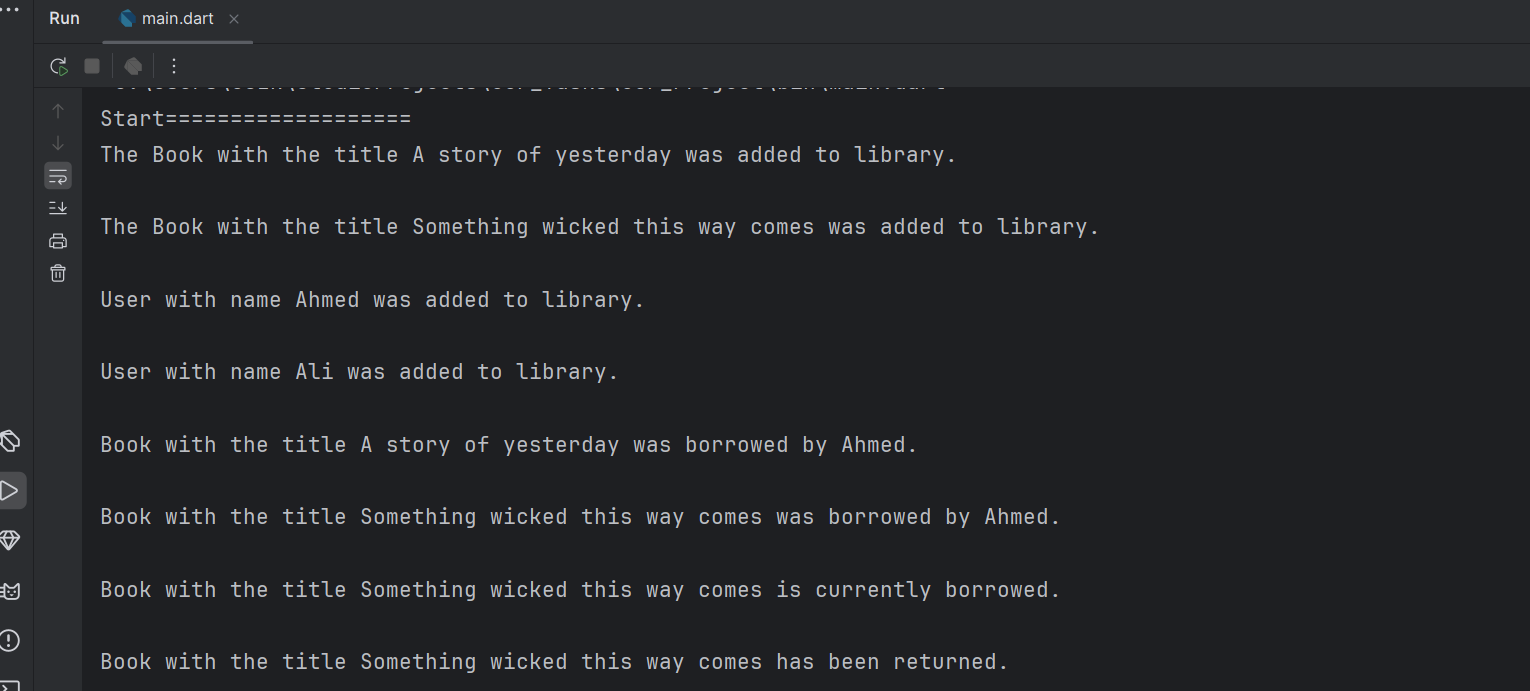 Run
main.dart
Start===================
The Book with the title A story of yesterday was added to library.
The Book with the title Something wicked this way comes was added to library.
User with name Ahmed was added to library.
User with name Ali was added to library.
Book with the title A story of yesterday was borrowed by Ahmed.
Book with the title Something wicked this way comes was borrowed by Ahmed.
Book with the title Something wicked this way comes is currently borrowed.
Book with the title Something wicked this way comes has been returned.